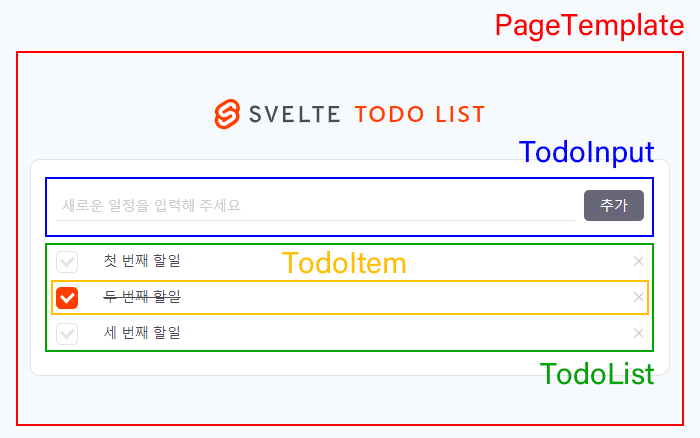 PageTemplate
SVELTE TODO LIST
TodoInput
새로운 일정을 입력해 주세요 추가
첫 번째 할일 TodoItem ×
두 번째 할일 ×
세 번째 할일 ×
TodoList